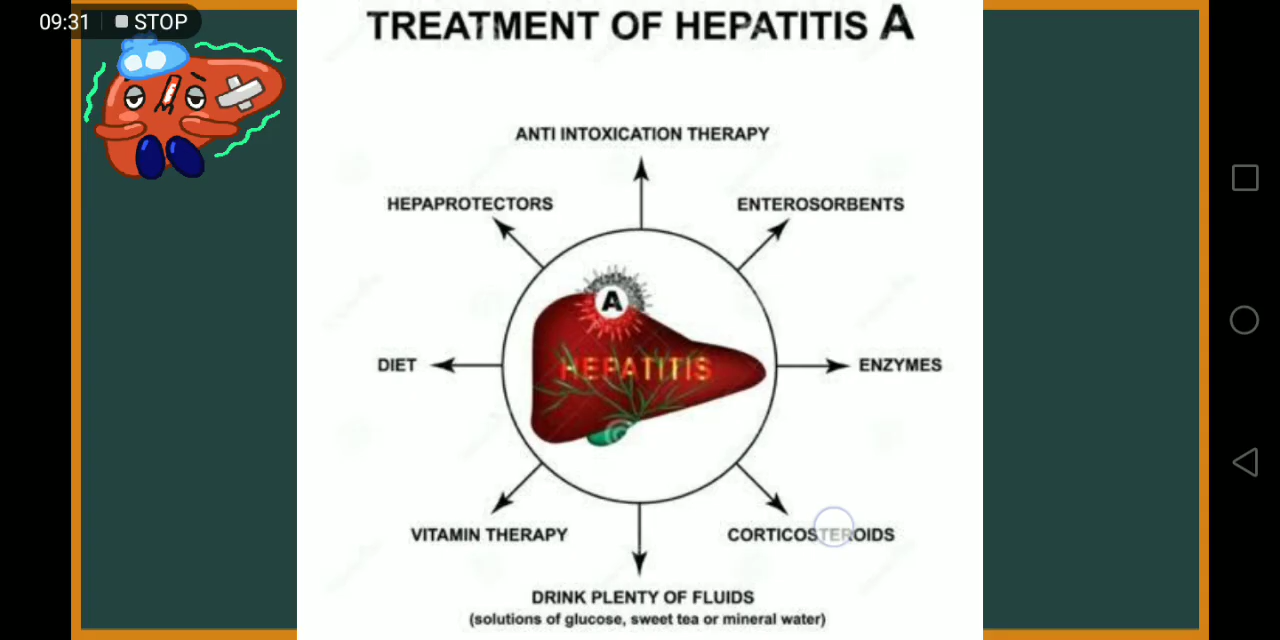 09:31 STOP
TREATMENT OF HEPATITIS A
ANTI INTOXICATION THERAPY
HEPAPROTECTORS
ENTEROSORBENTS
A
HEPATITIS
DIET
ENZYMES
VITAMIN THERAPY
CORTICOSTEROIDS
DRINK PLENTY OF FLUIDS
(solutions of glucose, sweet tea or mineral water)